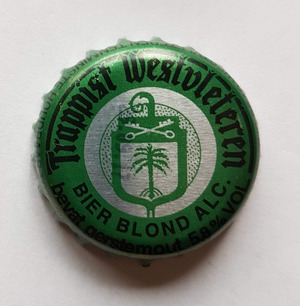 Trappist Westvleteren
BIER BLOND ALC.
bevat gerstemout 5.8% VOL